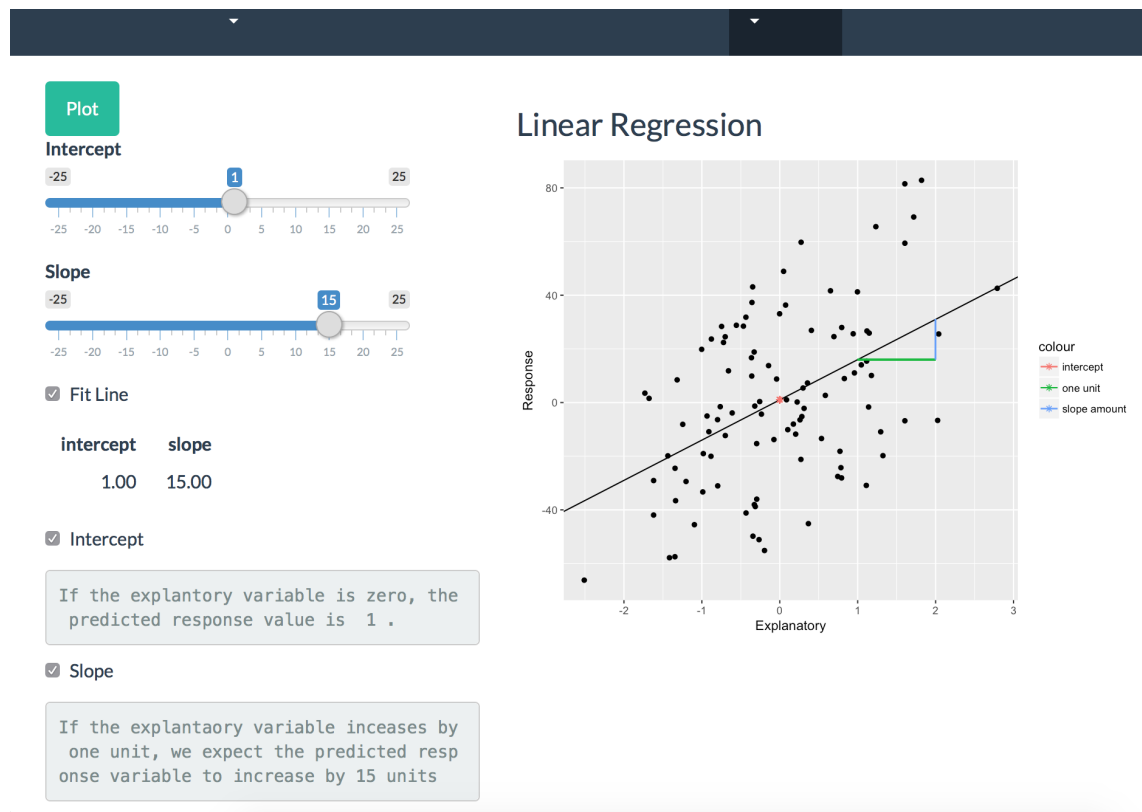 Plot
Intercept
-25 1 25
-25 -20 -15 -10 -5 0 5 10 15 20 25
Slope
-25 15 25
-25 -20 -15 -10 -5 0 5 10 15 20 25
Fit Line
intercept slope
1.00 15.00
Intercept
If the explantory variable is zero, the
predicted response value is 1 .
Slope
If the explantaory variable inceases by
one unit, we expect the predicted resp
onse variable to increase by 15 units
Linear Regression
Response
80
40
0
-40
-2 -1 0 1 2 3
Explanatory
colour
intercept
one unit
slope amount